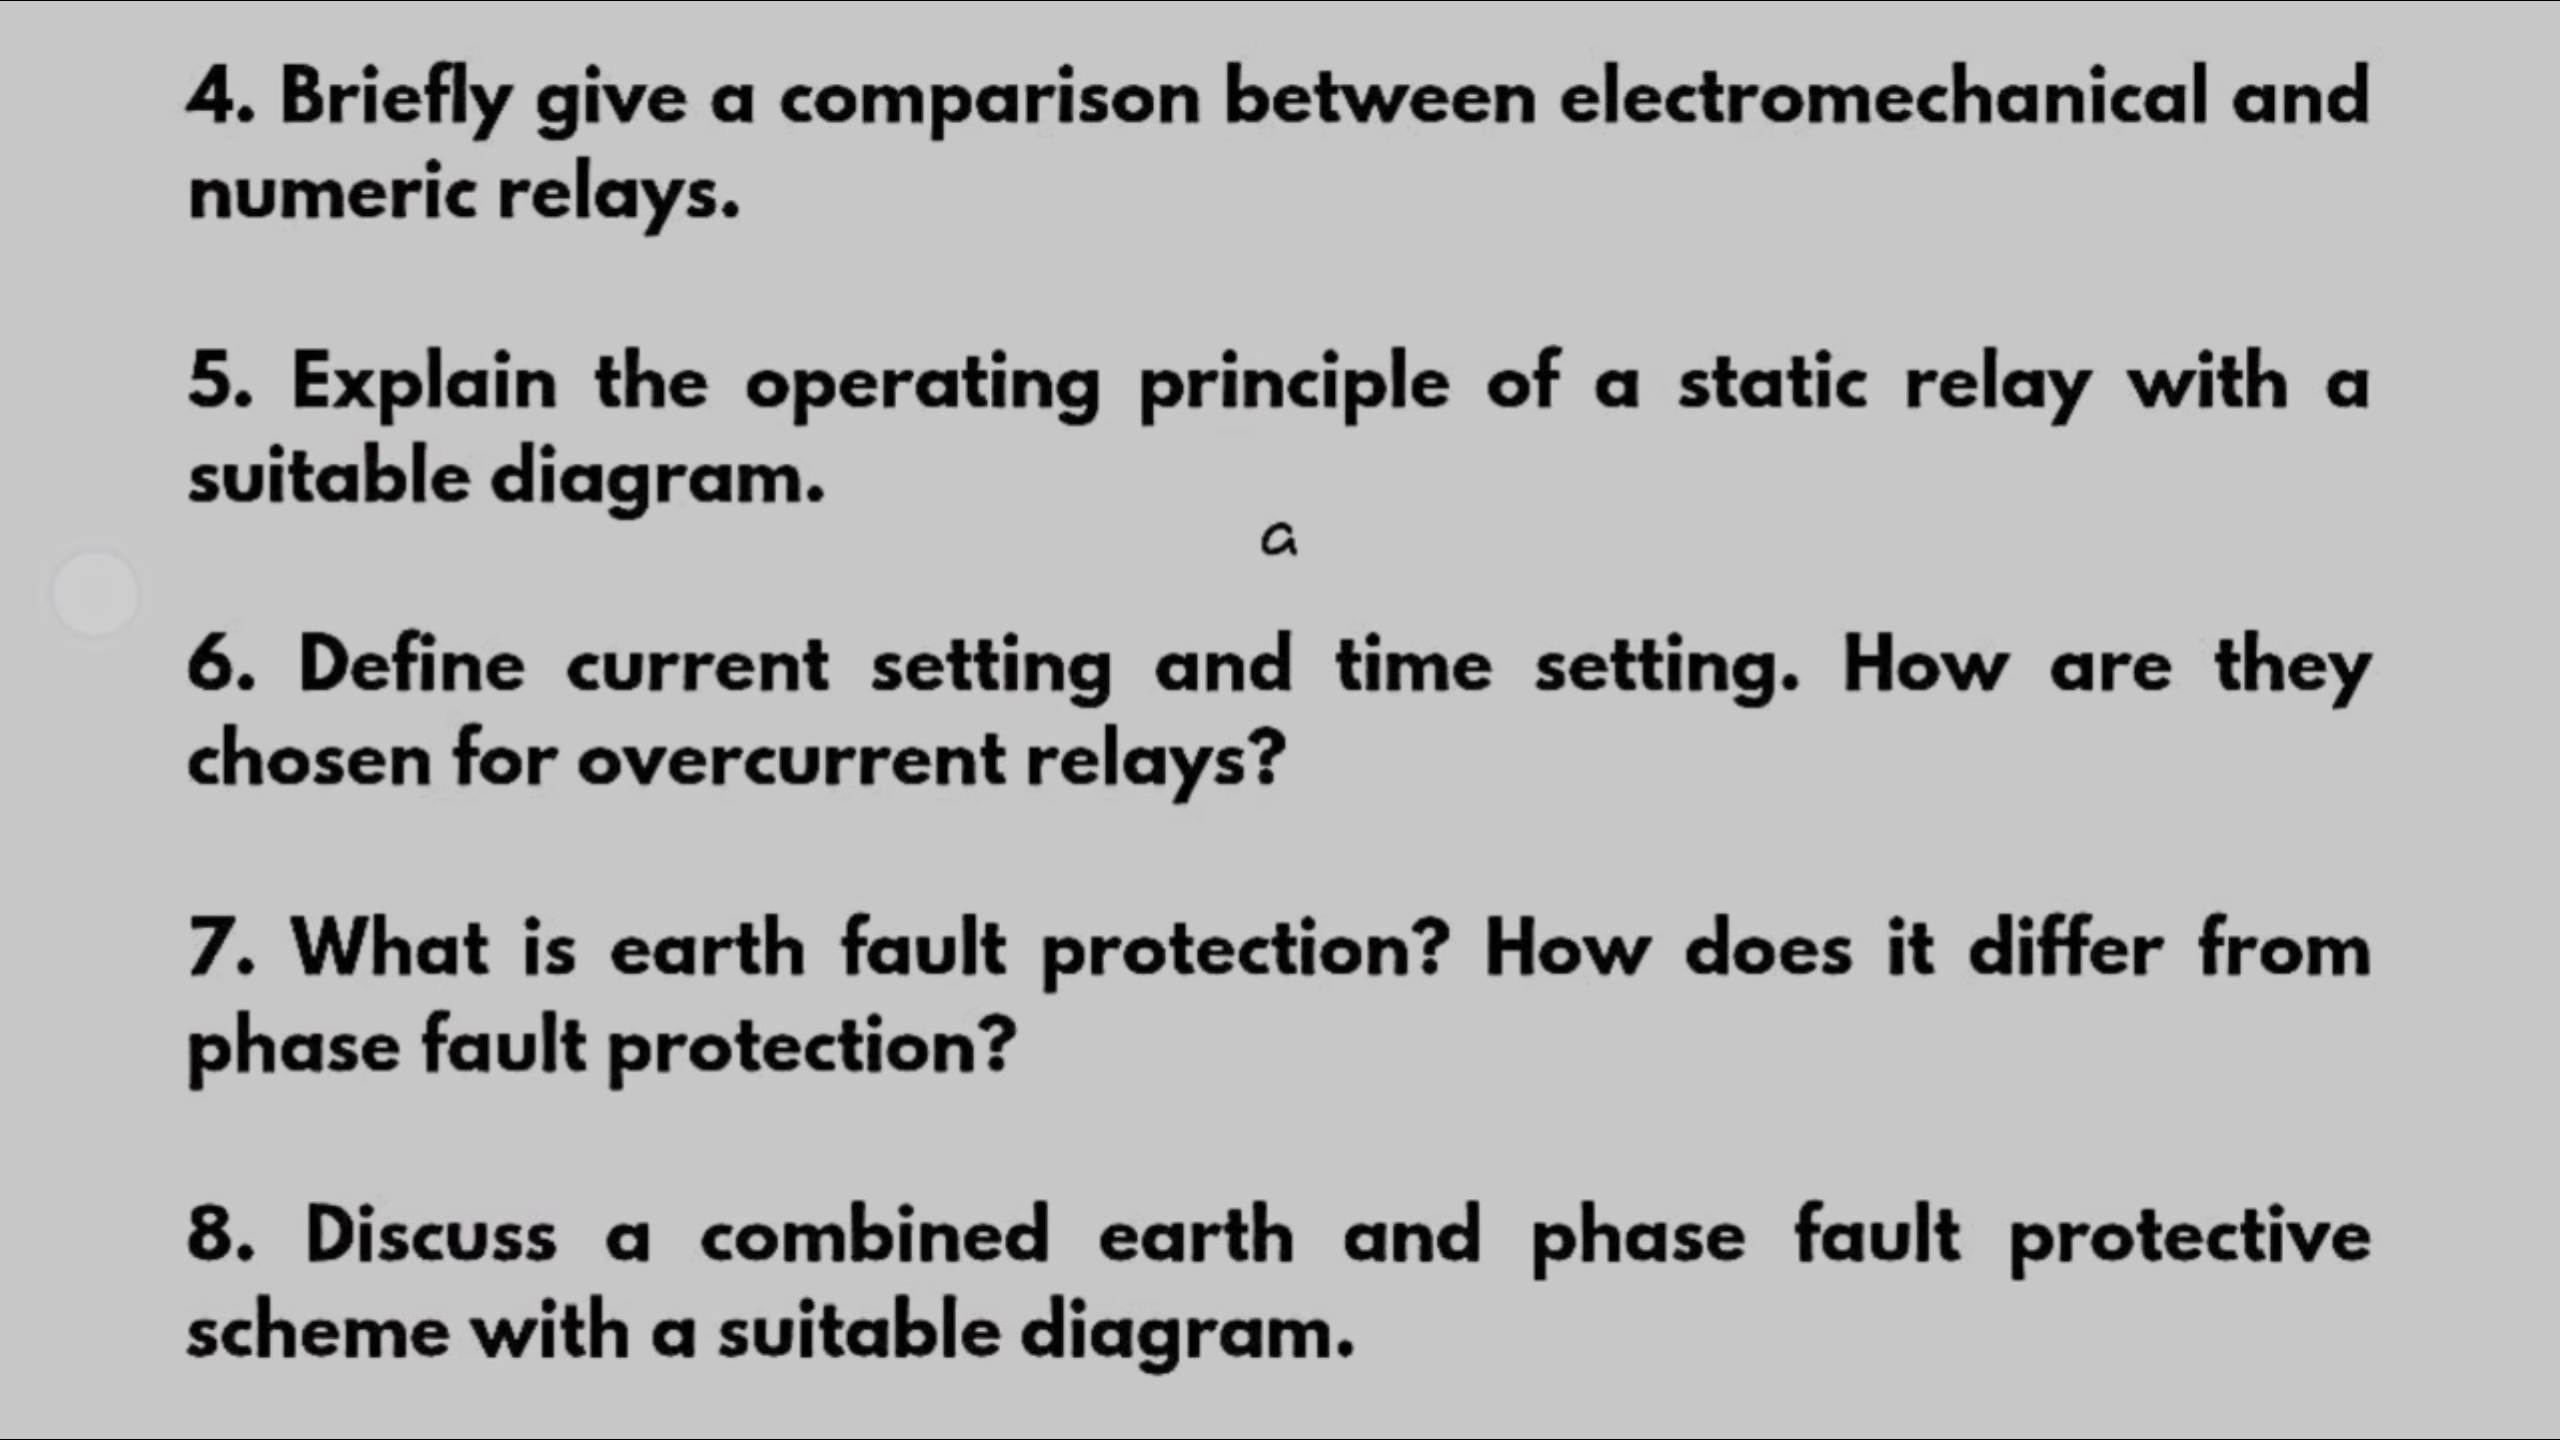 4. Briefly give a comparison between electromechanical and
numeric relays.
5. Explain the operating principle of a static relay with a
suitable diagram.
a
6. Define current setting and time setting. How are they
chosen for overcurrent relays?
7. What is earth fault protection? How does it differ from
phase fault protection?
8. Discuss a combined earth and phase fault protective
scheme with a suitable diagram.